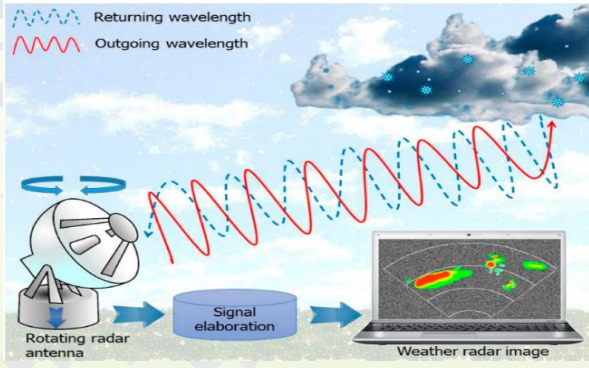 Returning wavelength
Outgoing wavelength
Signal
elaboration
Rotating radar
antenna
Weather radar image